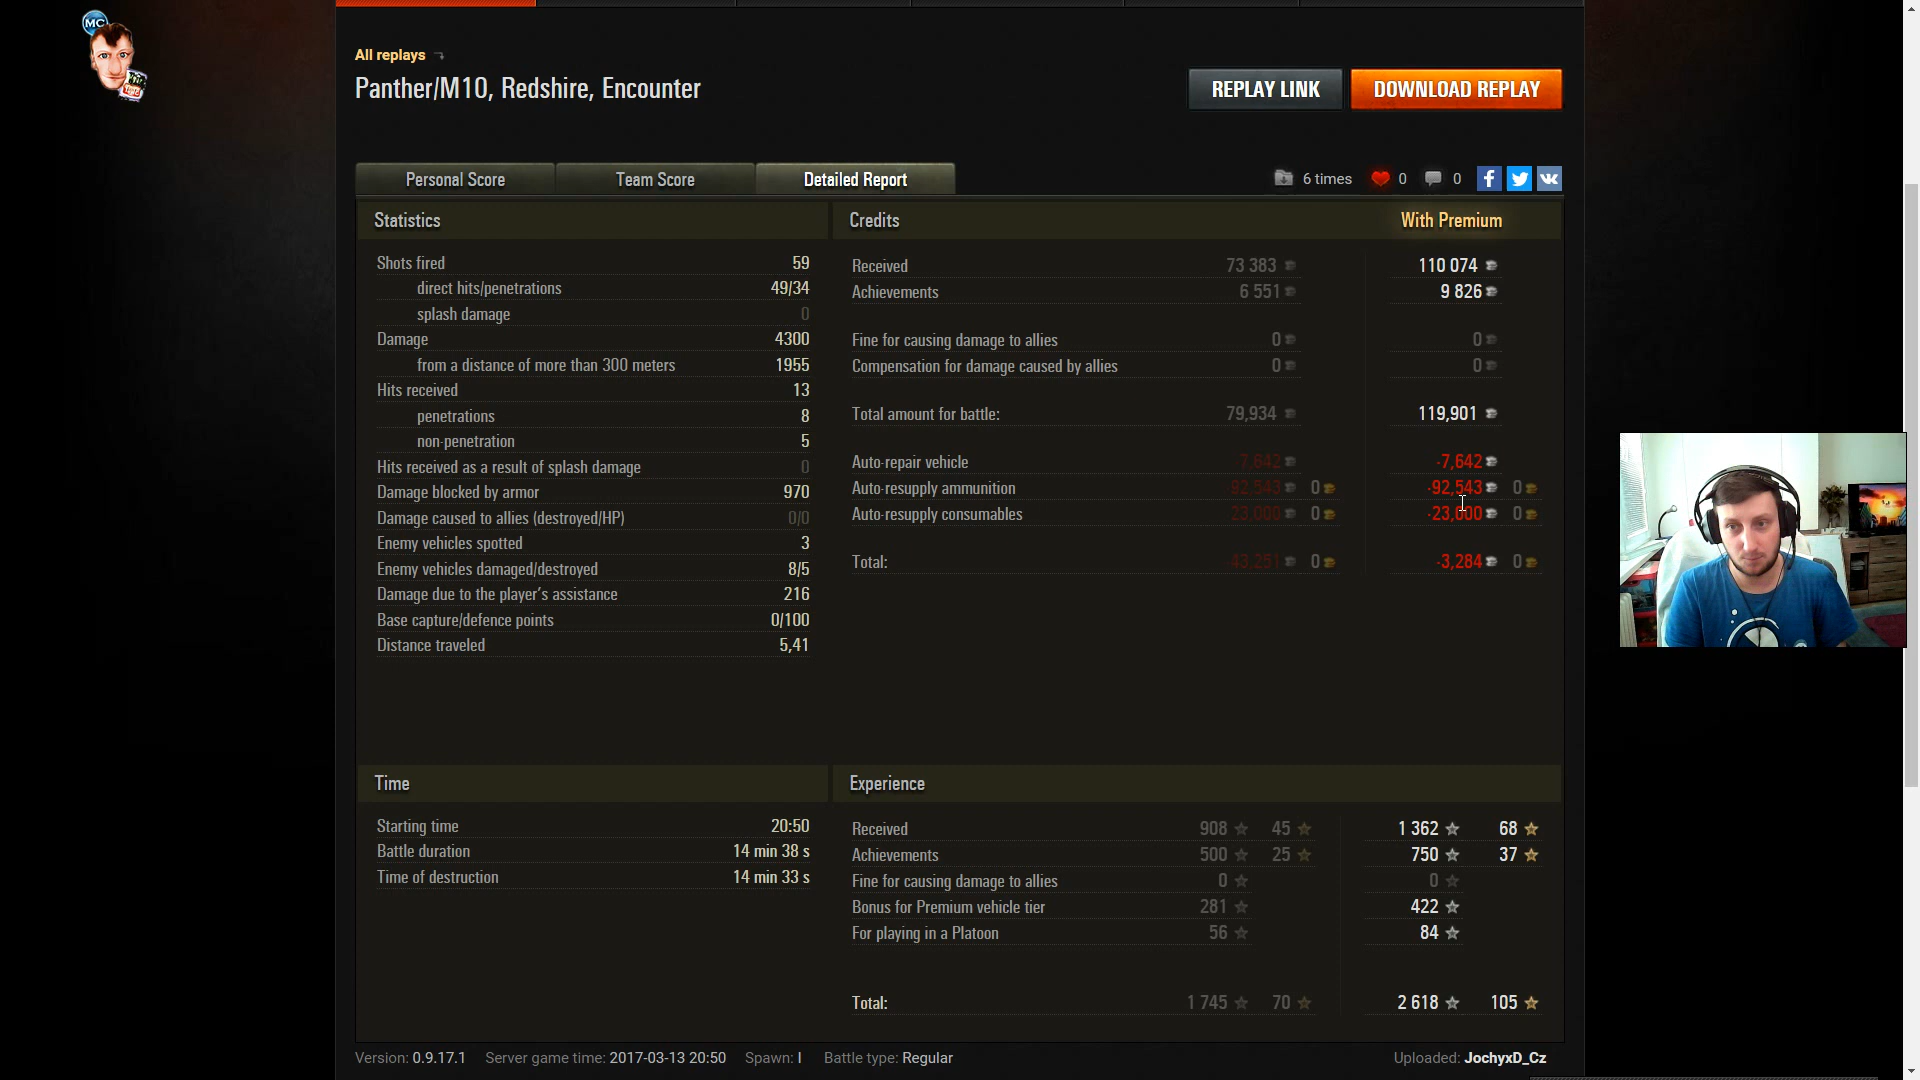 MC
All replays
Panther/M10, Redshire, Encounter
REPLAY LINK
DOWNLOAD REPLAY
Personal Score
Team Score
Detailed Report
6 times
0
0
Statistics
Credits
With Premium
Shots fired 59
direct hits/penetrations 49/34
splash damage 0
Damage 4300
from a distance of more than 300 meters 1955
Hits received 13
penetrations 8
non-penetration 5
Hits received as a result of splash damage 0
Damage blocked by armor 970
Damage caused to allies (destroyed/HP) 0/0
Enemy vehicles spotted 3
Enemy vehicles damaged/destroyed 8/5
Damage due to the player's assistance 216
Base capture/defence points 0/100
Distance traveled 5,41
Received 73 383 110 074
Achievements 6 551 9 826
Fine for causing damage to allies 0 0
Compensation for damage caused by allies 0 0
Total amount for battle: 79,934 119,901
Auto-repair vehicle 7,642 -7,642
Auto-resupply ammunition -92,543 0 -92,543 0
Auto-resupply consumables 23,000 0 -23,000 0
Total: -43,251 0 -3,284 0
Time
Starting time 20:50
Battle duration 14 min 38 s
Time of destruction 14 min 33 s
Experience
Received 908 45 1 362 68
Achievements 500 25 750 37
Fine for causing damage to allies 0 0
Bonus for Premium vehicle tier 281 422
For playing in a Platoon 56 84
Total: 1 745 70 2 618 105
Version: 0.9.17.1 Server game time: 2017-03-13 20:50 Spawn: I Battle type: Regular
Uploaded: JochyxD_Cz